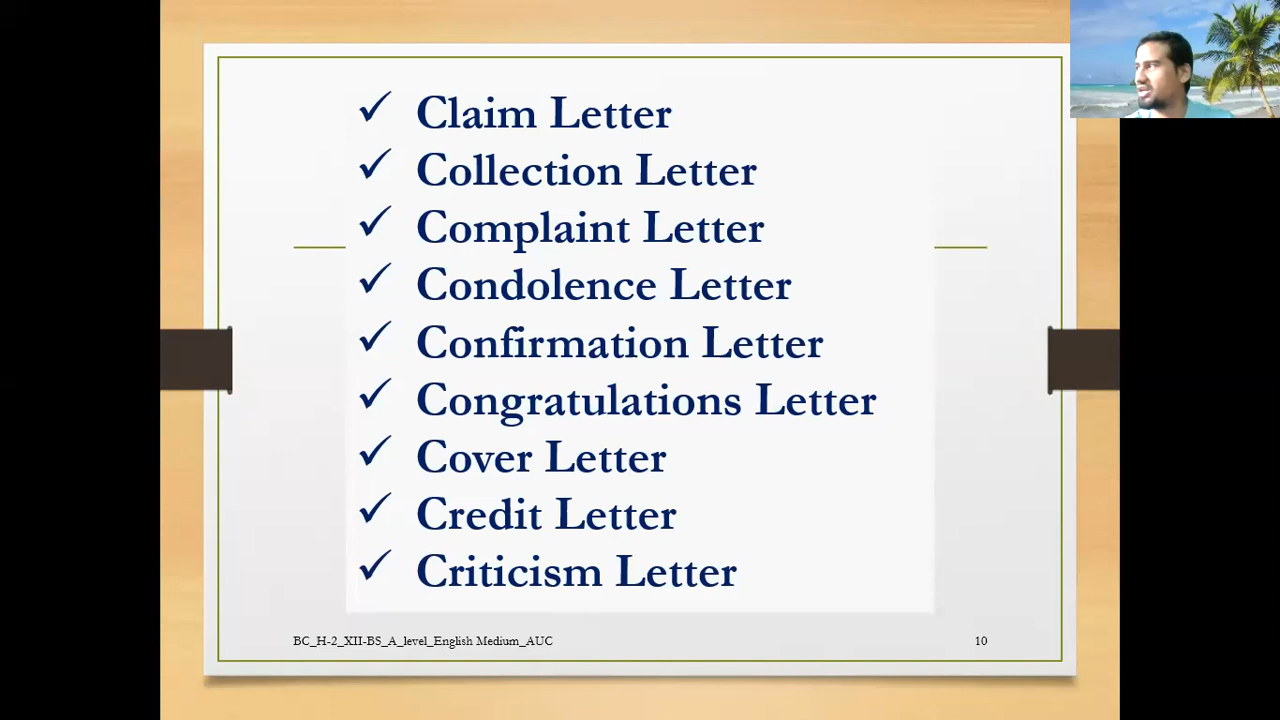 Claim Letter
Collection Letter
Complaint Letter
Condolence Letter
Confirmation Letter
Congratulations Letter
Cover Letter
Credit Letter
Criticism Letter
BC_H-2_XII-BS_A_level_English Medium_AUC
10